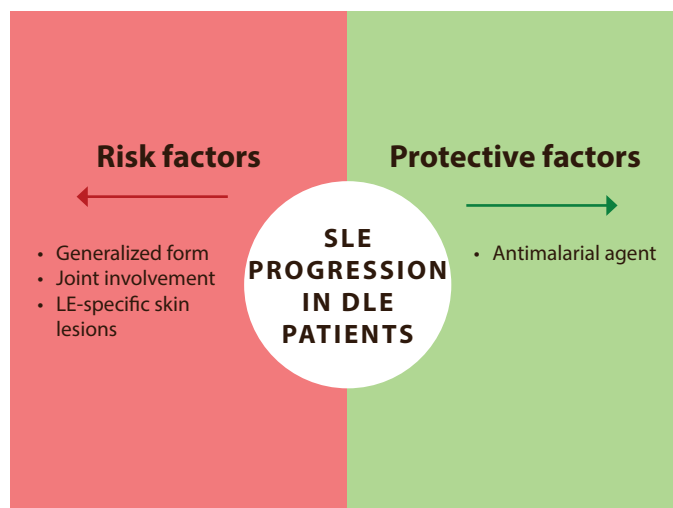 Risk factors
• Generalized form
• Joint involvement
• LE-specific skin
lesions
SLE
PROGRESSION
IN DLE
PATIENTS
Protective factors
• Antimalarial agent